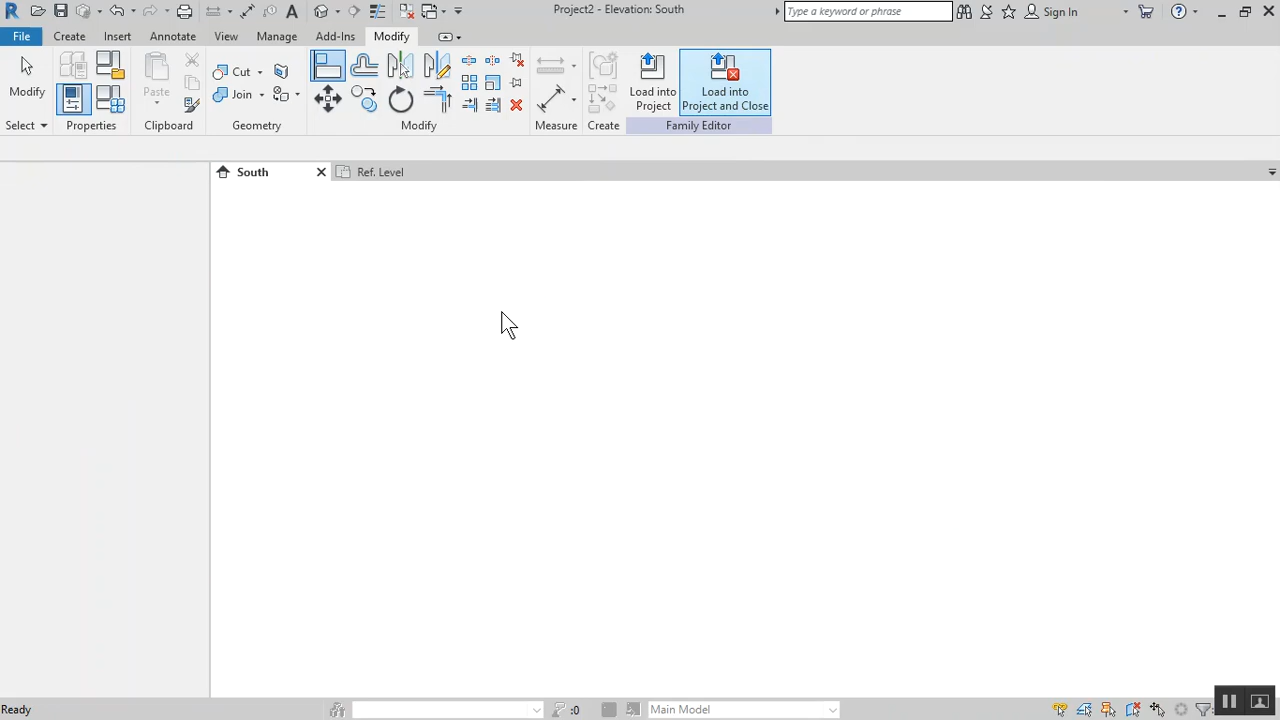 Project2 - Elevation: South
Type a keyword or phrase
Sign In
File Create Insert Annotate View Manage Add-Ins Modify
Modify
Cut
Join
Paste
Load into Project
Load into Project and Close
Select Properties Clipboard Geometry Modify Measure Create Family Editor
South
Ref. Level
Ready
:0
Main Model